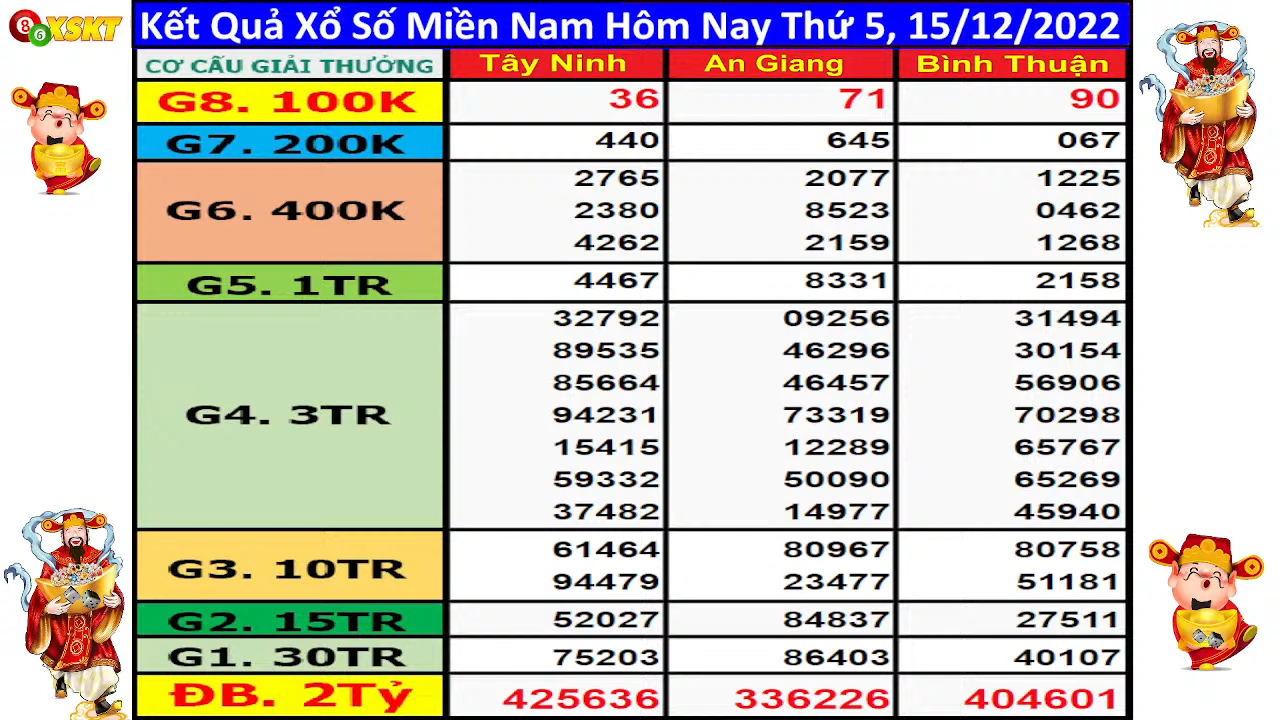 86XSKT
Kết Quả Xổ Số Miền Nam Hôm Nay Thứ 5, 15/12/2022
CƠ CẤU GIẢI THƯỞNG Tây Ninh An Giang Bình Thuận
G8. 100K 36 71 90
G7. 200K 440 645 067
2765 2077 1225
G6. 400K 2380 8523 0462
4262 2159 1268
G5. 1TR 4467 8331 2158
32792 09256 31494
89535 46296 30154
85664 46457 56906
G4. 3TR 94231 73319 70298
15415 12289 65767
59332 50090 65269
37482 14977 45940
61464 80967 80758
G3. 10TR 94479 23477 51181
G2. 15TR 52027 84837 27511
G1. 30TR 75203 86403 40107
ĐB. 2Tỷ 425636 336226 404601